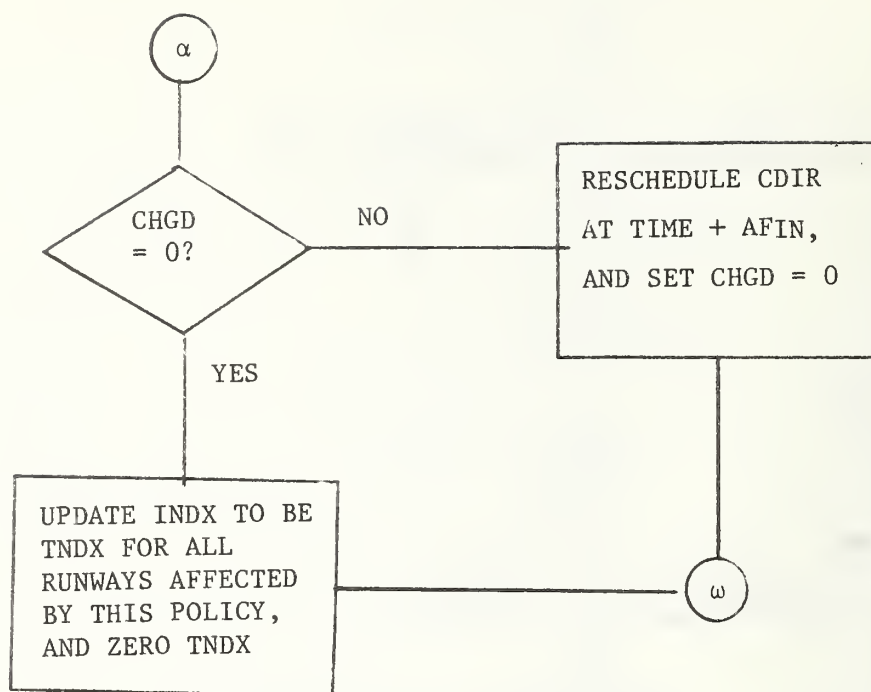 α
CHGD
= 0?
NO
RESCHEDULE CDIR
AT TIME + AFIN,
AND SET CHGD = 0
YES
UPDATE INDX TO BE
TNDX FOR ALL
RUNWAYS AFFECTED
BY THIS POLICY,
AND ZERO TNDX
ω